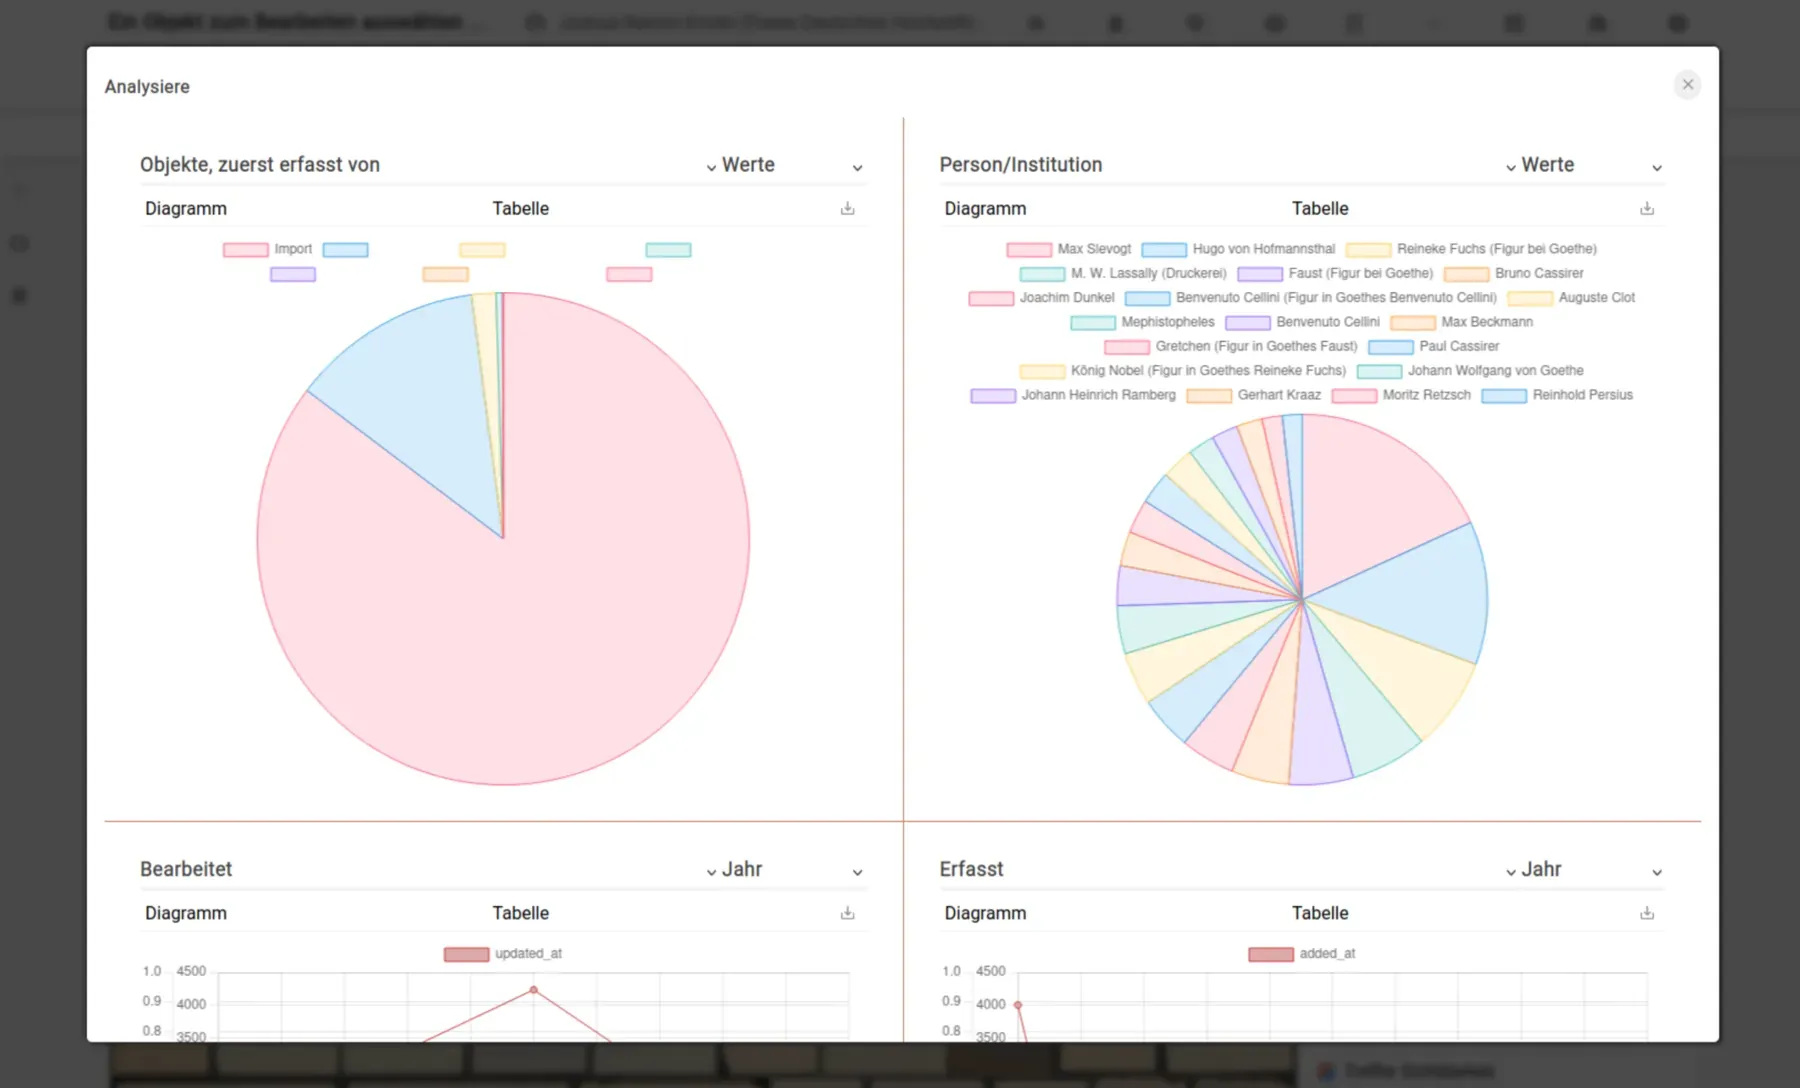 Ein Objekt zum Bearbeiten auswählen ...
Analysiere
Objekte, zuerst erfasst von
Werte
Diagramm
Tabelle
Import
Person/Institution
Werte
Diagramm
Tabelle
Max Slevogt Hugo von Hofmannsthal Reineke Fuchs (Figur bei Goethe)
M. W. Lassally (Druckerei) Faust (Figur bei Goethe) Bruno Cassirer
Joachim Dunkel Benvenuto Cellini (Figur in Goethes Benvenuto Cellini) Auguste Clot
Mephistopheles Benvenuto Cellini Max Beckmann
Gretchen (Figur in Goethes Faust) Paul Cassirer
König Nobel (Figur in Goethes Reineke Fuchs) Johann Wolfgang von Goethe
Johann Heinrich Ramberg Gerhart Kraaz Moritz Retzsch Reinhold Persius
Bearbeitet
Jahr
Diagramm
Tabelle
updated_at
1.0 4500
0.9 4000
0.8 3500
Erfasst
Jahr
Diagramm
Tabelle
added_at
1.0 4500
0.9 4000
0.8 3500